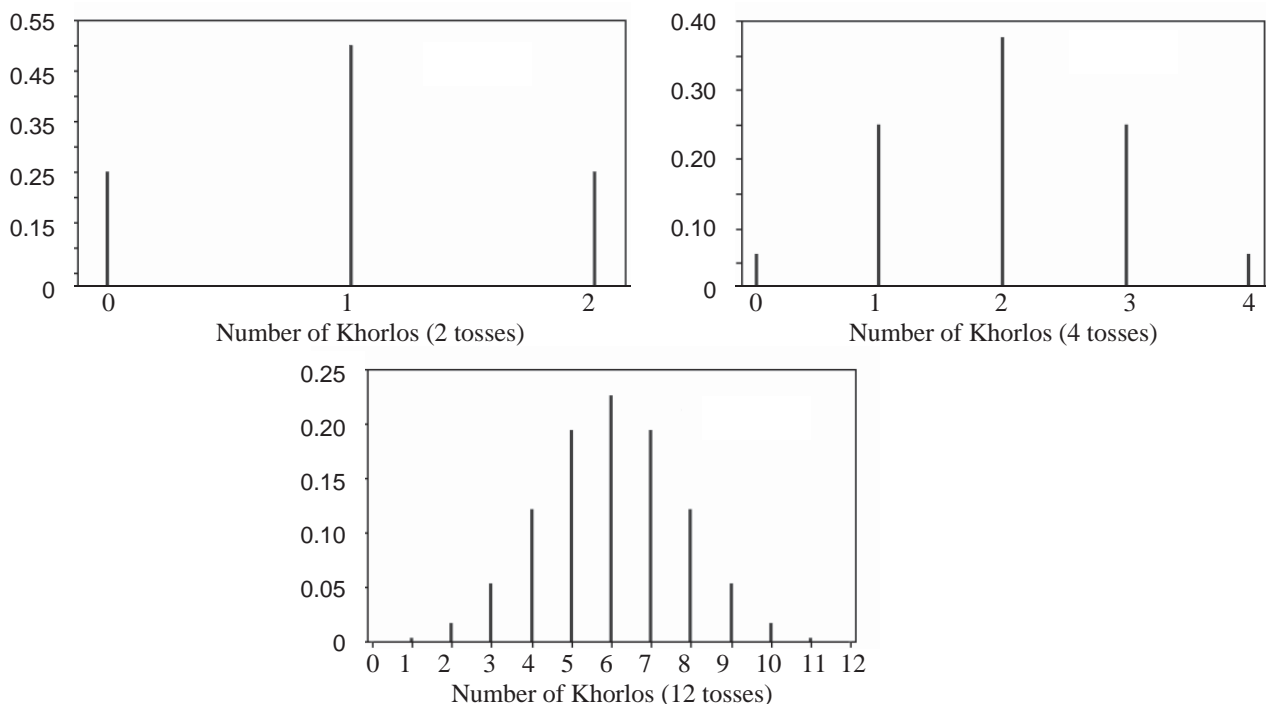 0.55
0.45
0.35
0.25
0.15
0
0 1 2
Number of Khorlos (2 tosses)
0.40
0.30
0.20
0.10
0
0 1 2 3 4
Number of Khorlos (4 tosses)
0.25
0.20
0.15
0.10
0.05
0
0 1 2 3 4 5 6 7 8 9 10 11 12
Number of Khorlos (12 tosses)